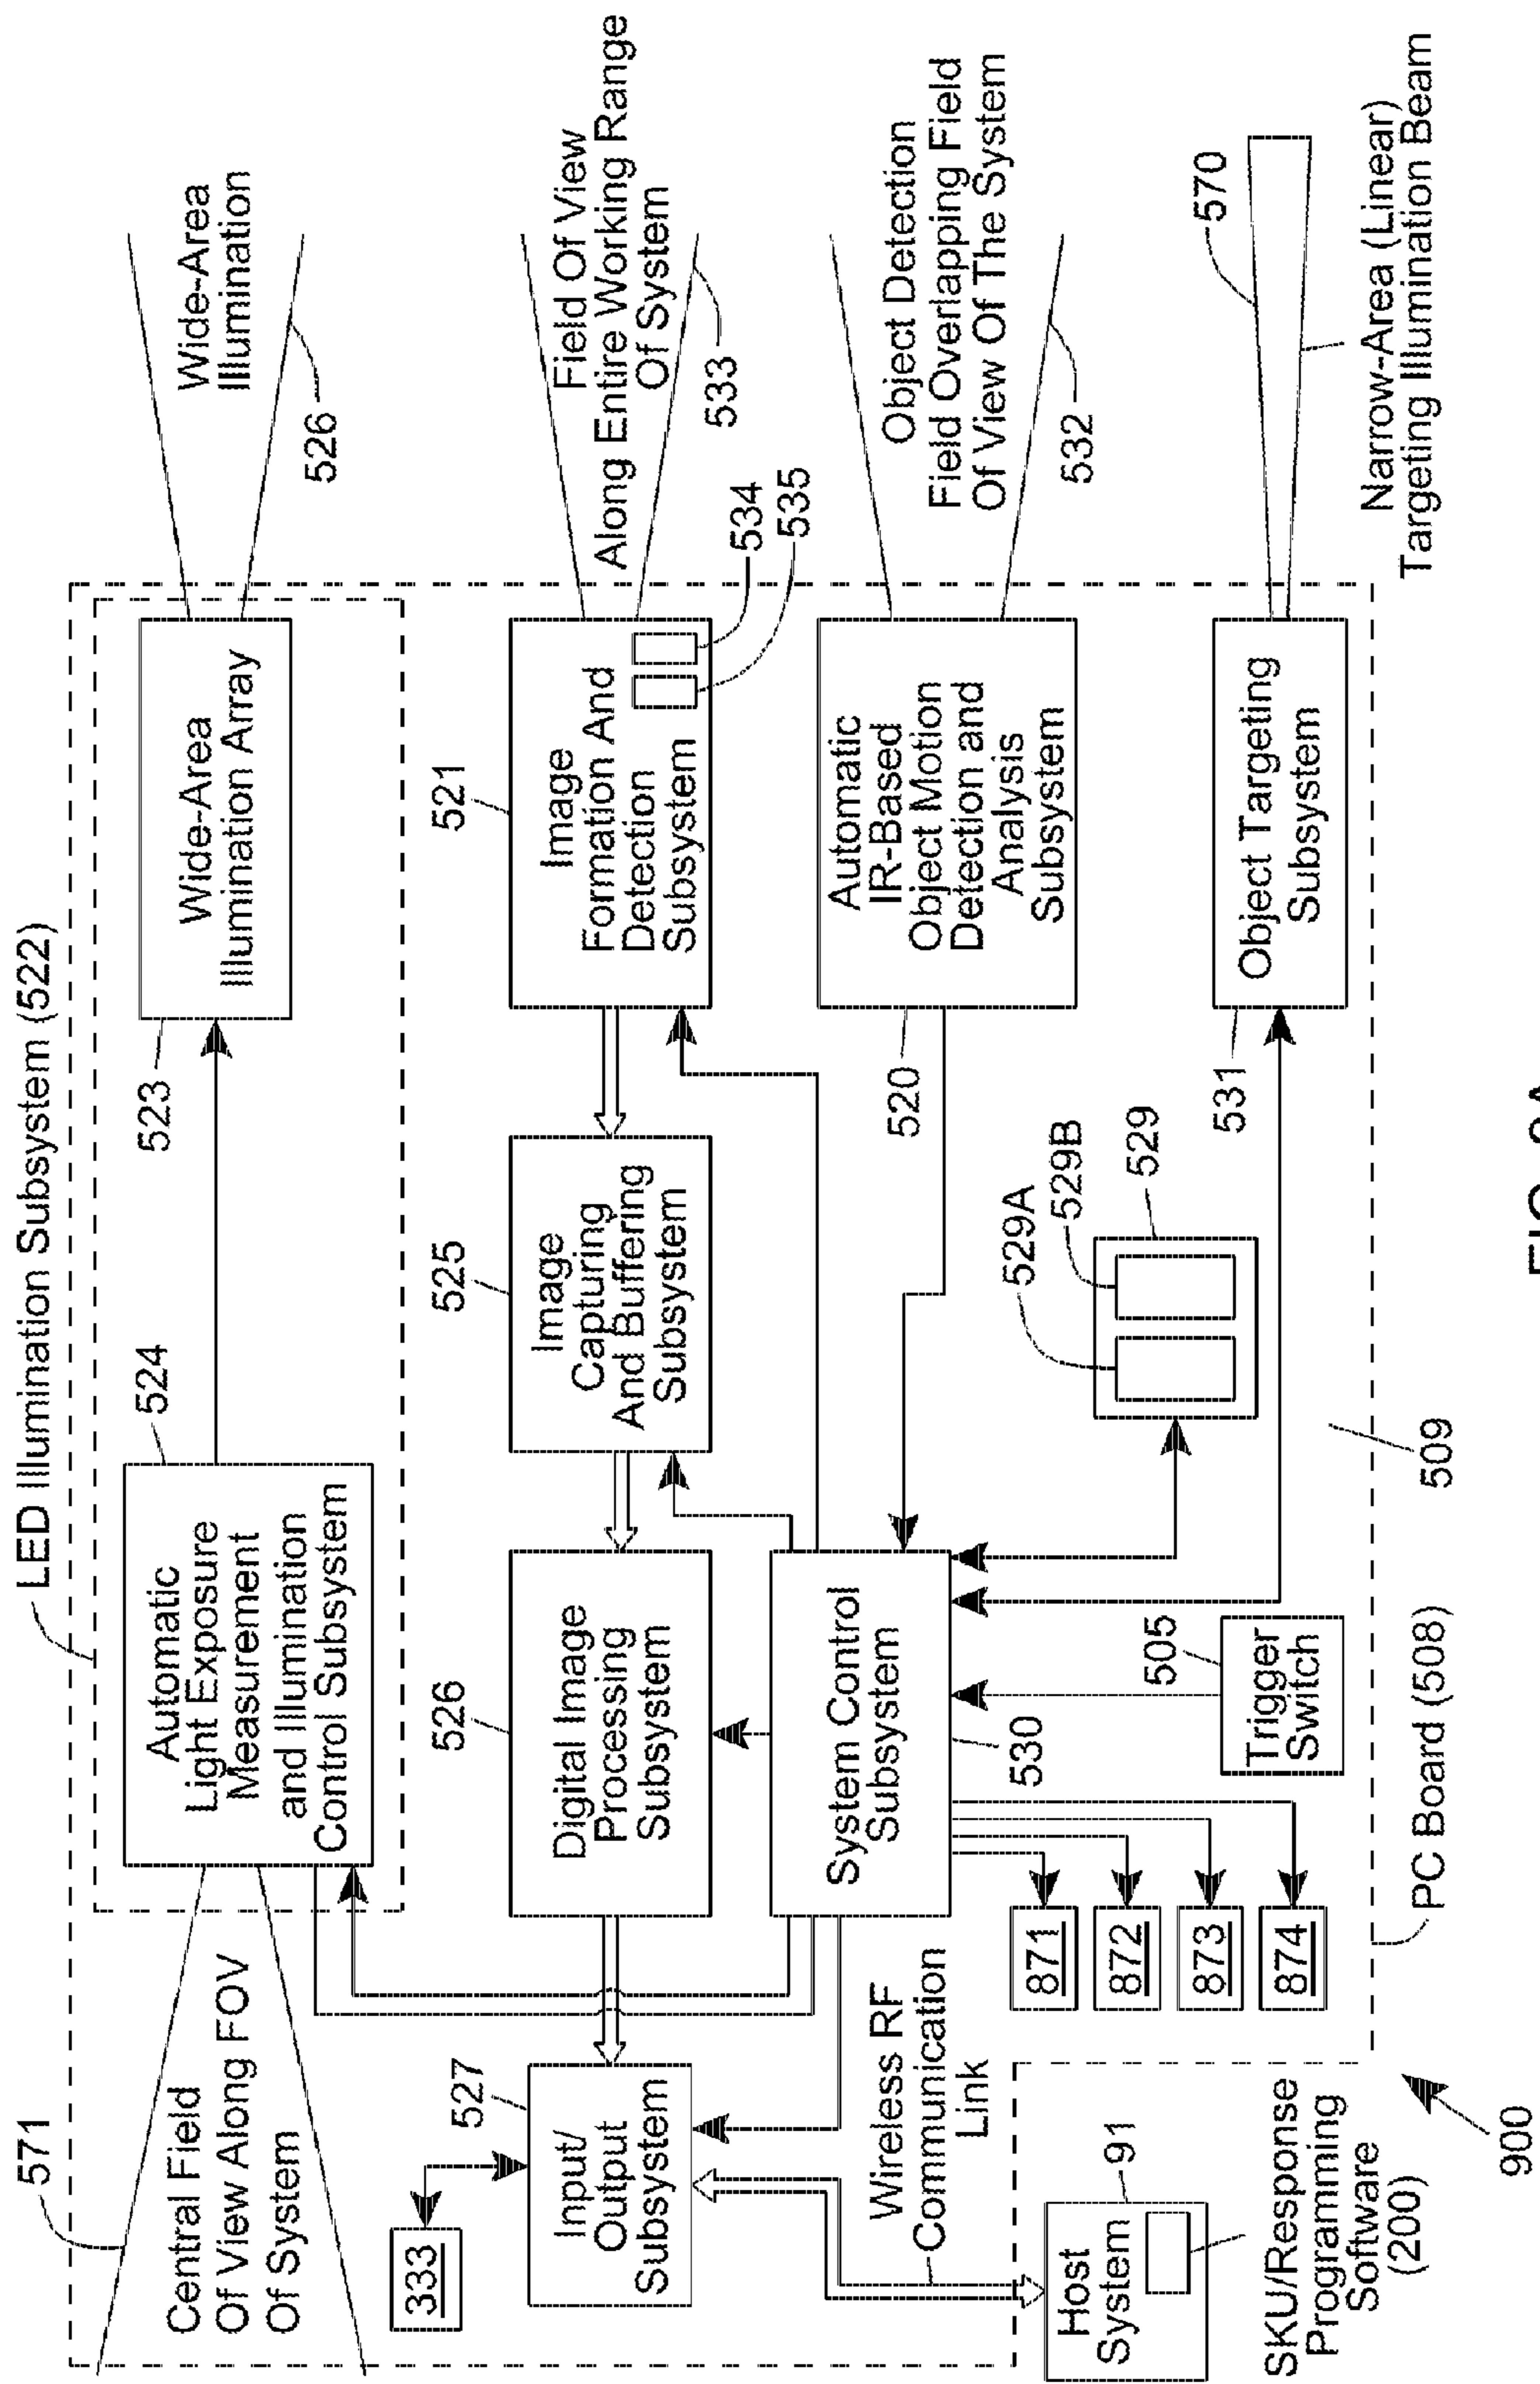 LED Illumination Subsystem (522)
571
Central Field
Of View Along FOV
Of System
524
Automatic
Light Exposure
Measurement
and Illumination
Control Subsystem
523
Wide-Area
Illumination Array
Wide-Area
Illumination
526
333
527
Input/
Output
Subsystem
526
Digital Image
Processing
Subsystem
525
Image
Capturing
And Buffering
Subsystem
521
Image
Formation And
Detection
Subsystem
534
535
Field Of View
Along Entire Working Range
Of System
533
System Control
Subsystem
530
520
Automatic
IR-Based
Object Motion
Detection and
Analysis
Subsystem
Object Detection
Field Overlapping Field
Of View Of The System
532
Wireless RF
Communication
Link
871
872
873
874
505
Trigger
Switch
529A
529B
529
531
Object Targeting
Subsystem
570
Narrow-Area (Linear)
Targeting Illumination Beam
91
Host
System
SKU/Response
Programming
Software
(200)
PC Board (508)
509
900